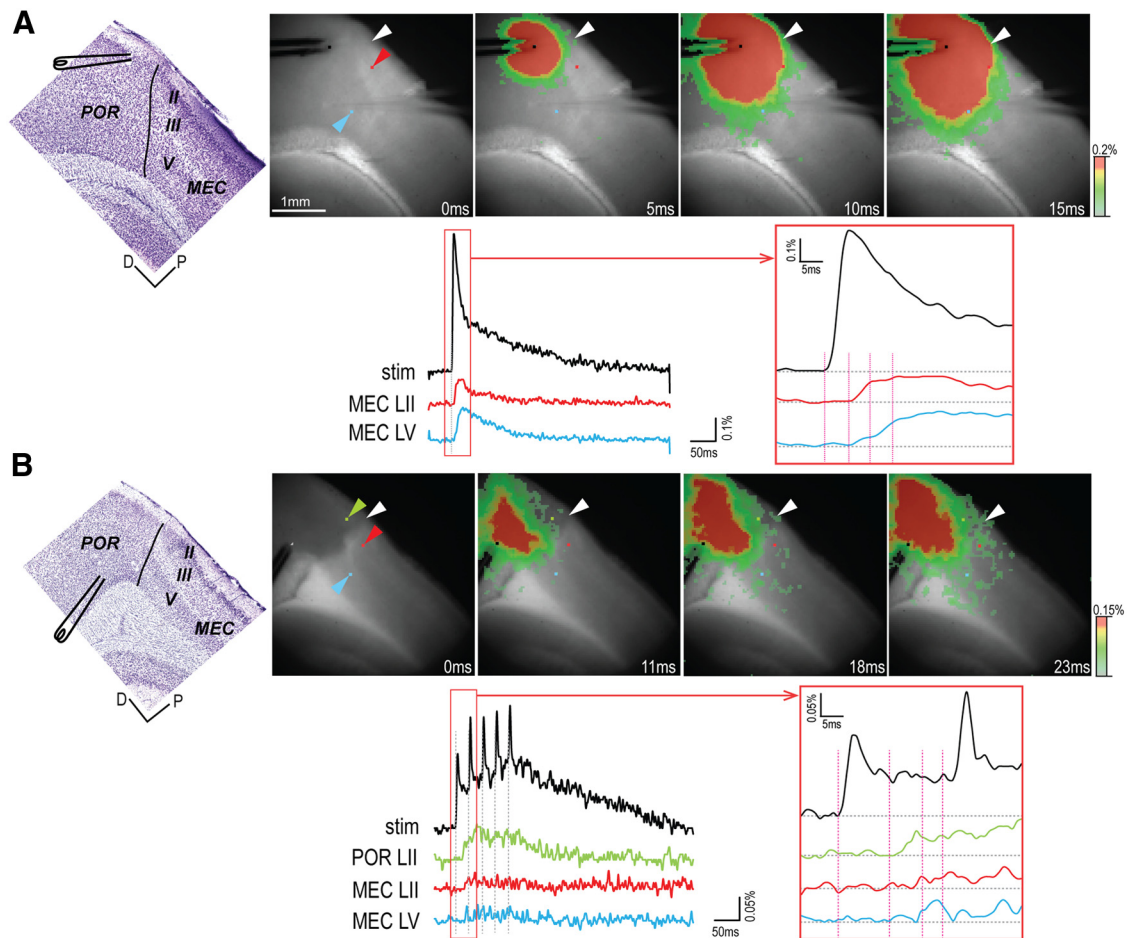 A
POR
II
III
V
MEC
D P
1mm
0ms
5ms
10ms
15ms
0.2%
0.1%
5ms
stim
MEC LII
MEC LV
0.1%
50ms
B
POR
II
III
V
MEC
D P
0ms
11ms
18ms
23ms
0.15%
0.05%
5ms
stim
POR LII
MEC LII
MEC LV
0.05%
50ms